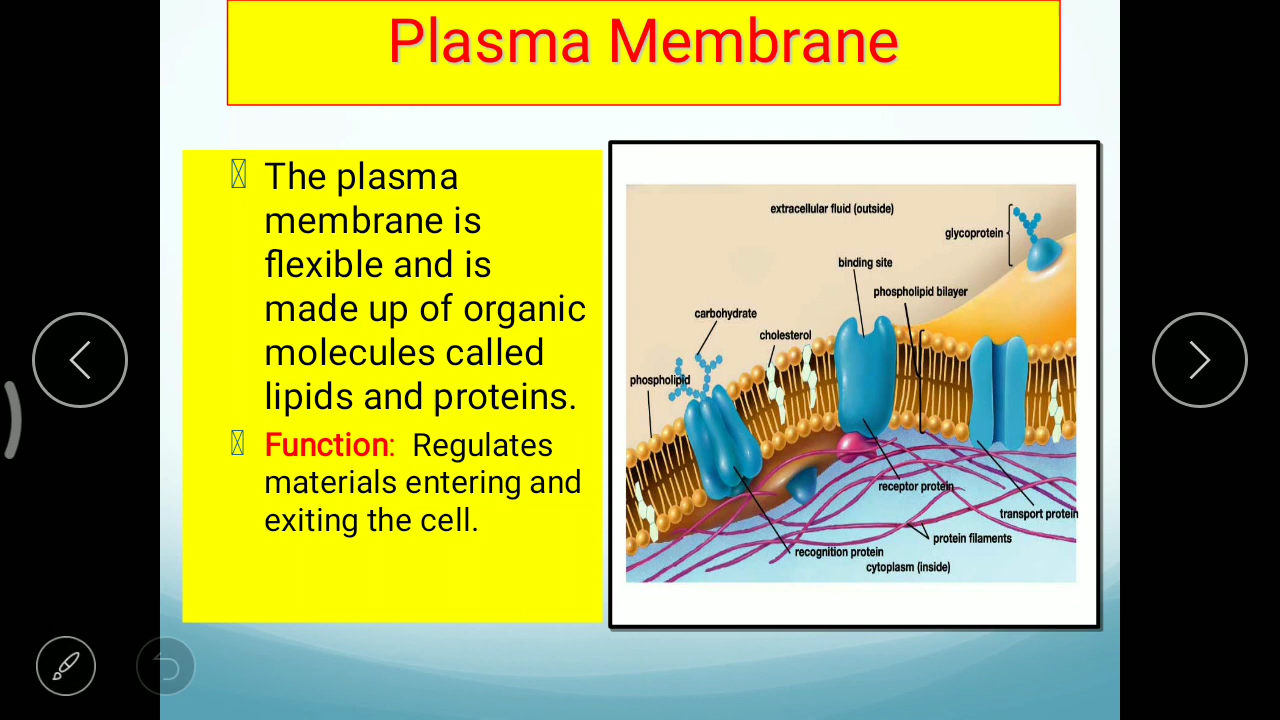 Plasma Membrane
The plasma
membrane is
flexible and is
made up of organic
molecules called
lipids and proteins.
Function: Regulates
materials entering and
exiting the cell.
extracellular fluid (outside)
glycoprotein
binding site
phospholipid bilayer
carbohydrate
cholesterol
phospholipid
receptor protein
transport protein
protein filaments
recognition protein
cytoplasm (inside)